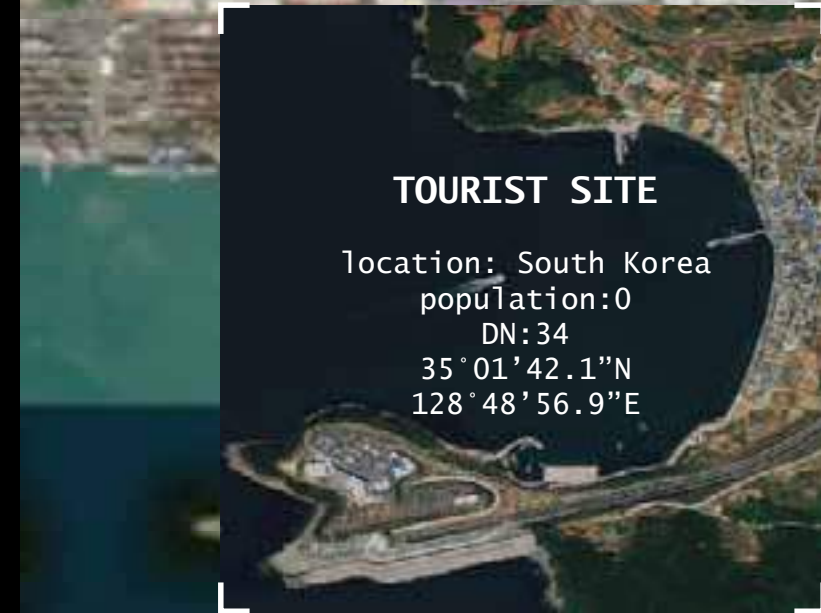 TOURIST SITE
location: South Korea
population:0
DN:34
35°01’42.1”N
128°48’56.9”E